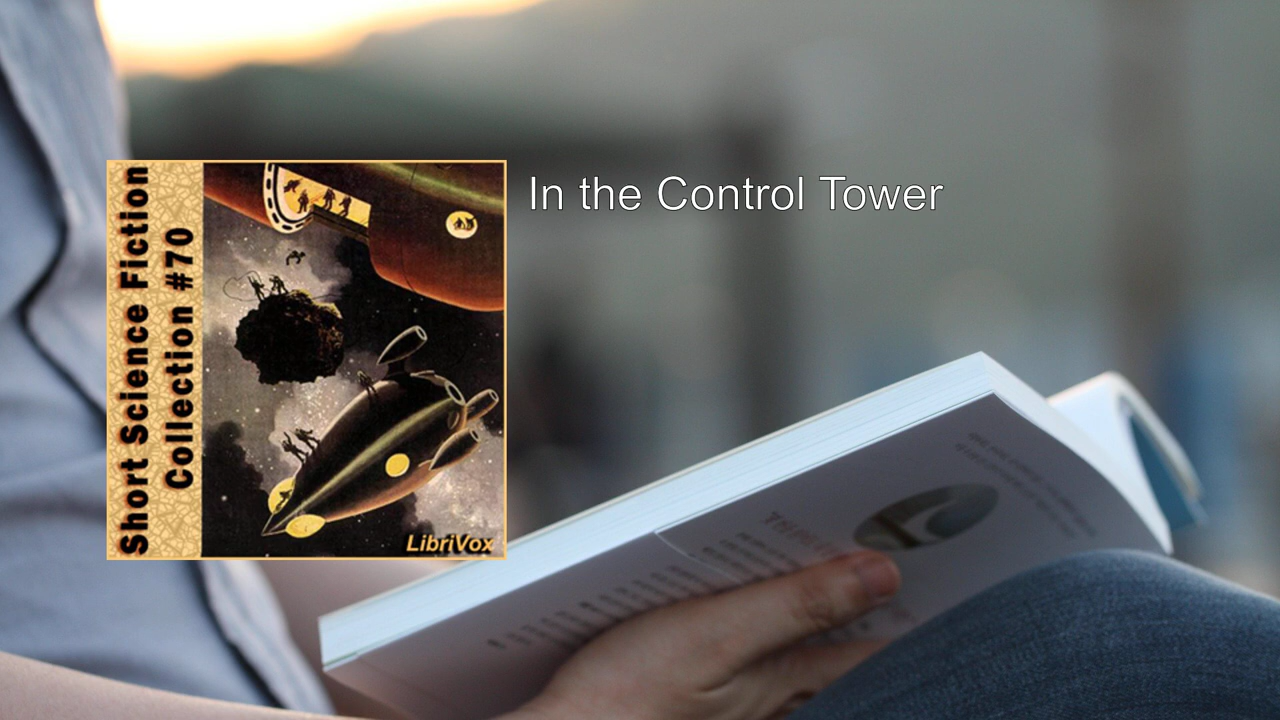 Short Science Fiction
Collection #70
LibriVox
In the Control Tower